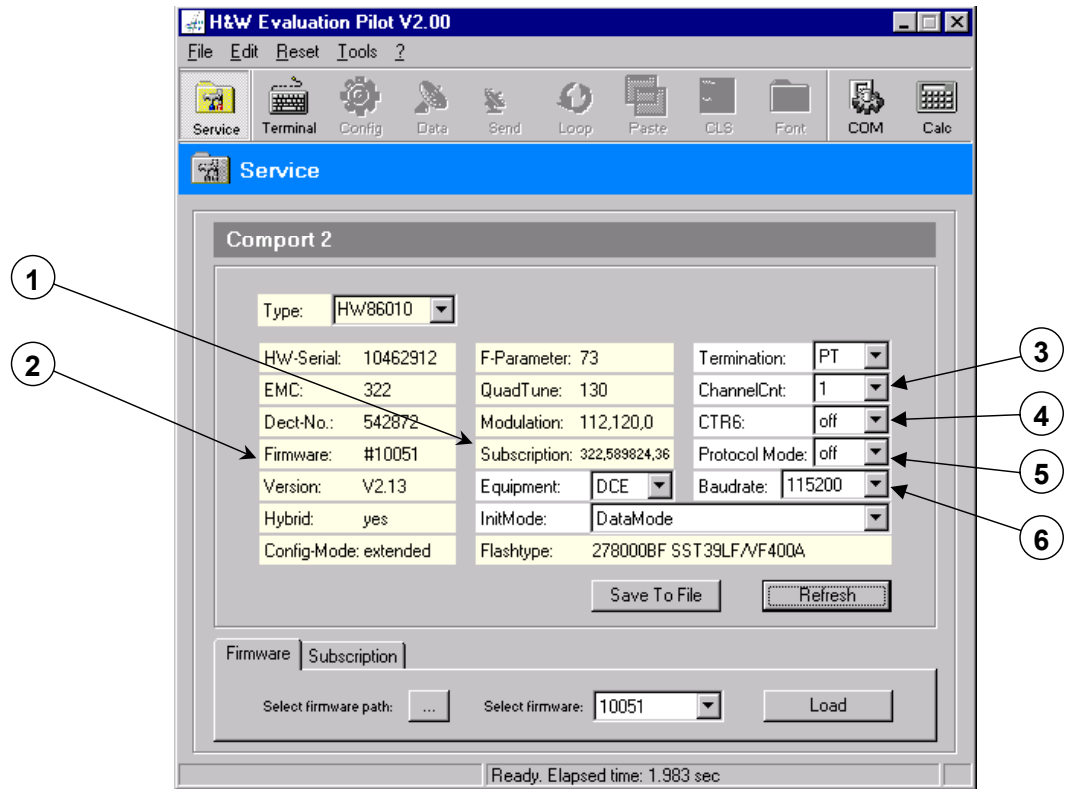 H&W Evaluation Pilot V2.00
File Edit Reset Tools ?
Service Terminal Config Data Send Loop Paste CLS Font COM Calc
Service
Comport 2
1
2
3
4
5
6
Type: HW86010
HW-Serial: 10462912 F-Parameter: 73 Termination: PT
EMC: 322 QuadTune: 130 ChannelCnt: 1
Dect-No.: 542872 Modulation: 112,120,0 CTR6: off
Firmware: #10051 Subscription: 322,589824,36 Protocol Mode: off
Version: V2.13 Equipment: DCE Baudrate: 115200
Hybrid: yes InitMode: DataMode
Config-Mode: extended Flashtype: 278000BF SST39LF/VF400A
Save To File Refresh
Firmware Subscription
Select firmware path: ... Select firmware: 10051 Load
Ready. Elapsed time: 1.983 sec